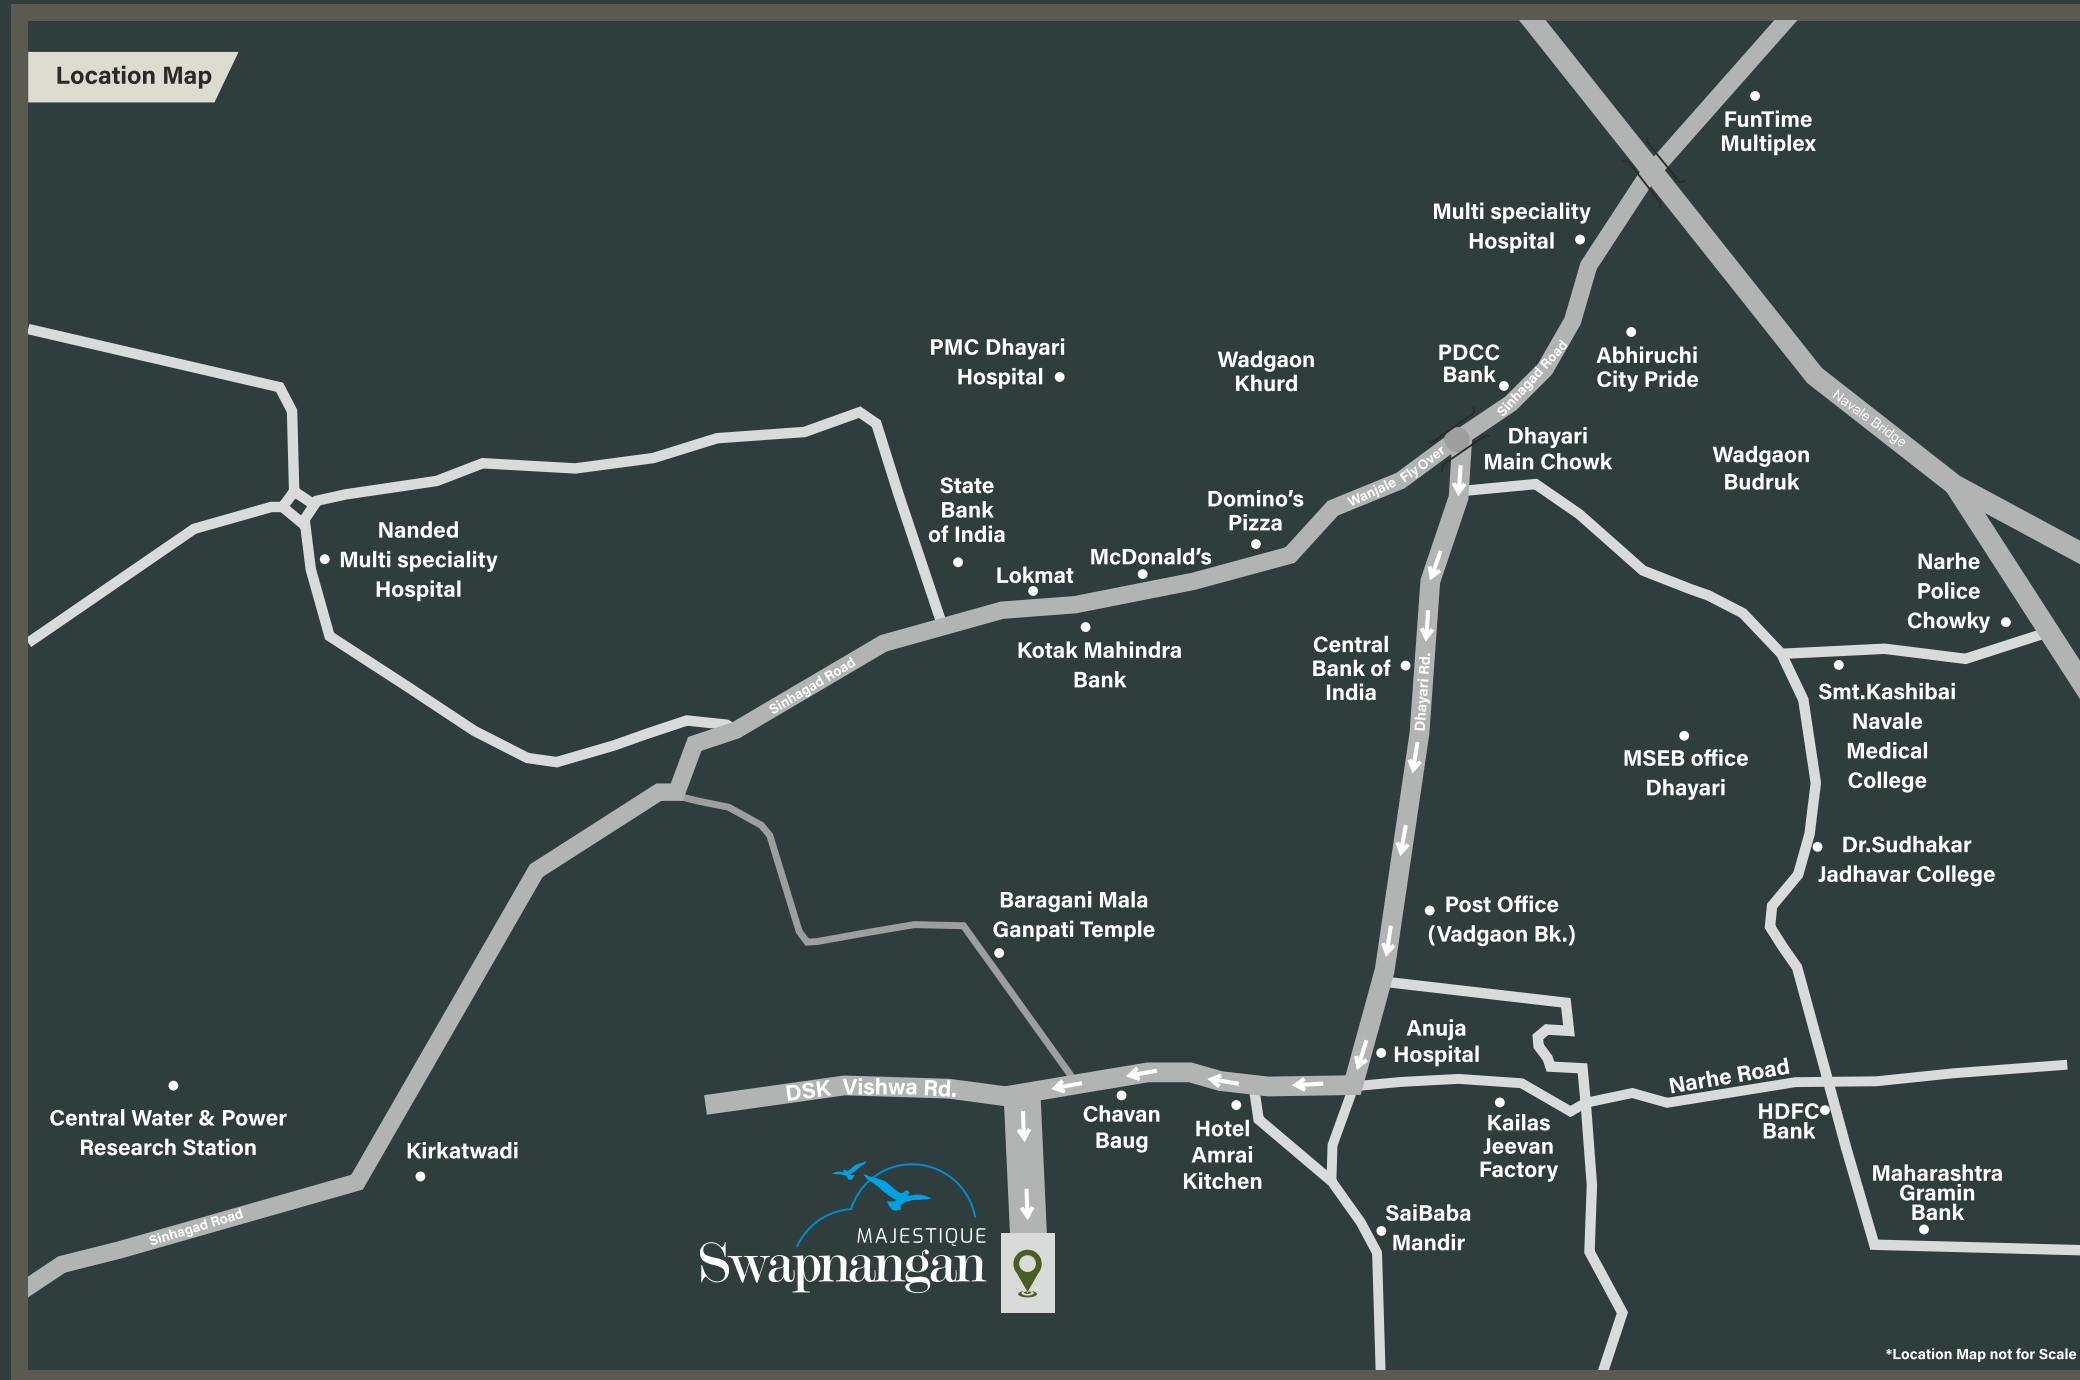 Location Map
FunTime
Multiplex
Multi speciality
Hospital
PMC Dhayari
Hospital
Wadgaon
Khurd
PDCC
Bank
Sinhagad Road
Abhiruchi
City Pride
Navale Bridge
Dhayari
Main Chowk
Wanjale Fly Over
Wadgaon
Budruk
State
Bank
of India
Domino's
Pizza
McDonald's
Lokmat
Nanded
Multi speciality
Hospital
Narhe
Police
Chowky
Kotak Mahindra
Bank
Sinhagad Road
Central
Bank of
India
Dhayari Rd.
Smt.Kashibai
Navale
Medical
College
MSEB office
Dhayari
Dr.Sudhakar
Jadhavar College
Baragani Mala
Ganpati Temple
Post Office
(Vadgaon Bk.)
Anuja
Hospital
DSK Vishwa Rd.
Narhe Road
Central Water & Power
Research Station
Kirkatwadi
Chavan
Baug
Hotel
Amrai
Kitchen
Kailas
Jeevan
Factory
HDFC
Bank
Maharashtra
Gramin
Bank
Sinhagad Road
SaiBaba
Mandir
MAJESTIQUE
Swapnangan
*Location Map not for Scale